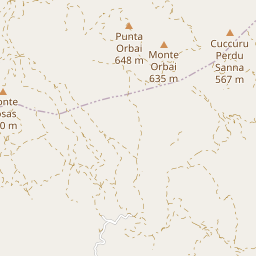 Punta
Orbai
648 m
Monte
Orbai
635 m
Cuccuru
Perdu
Sanna
567 m
onte
osas
0 m